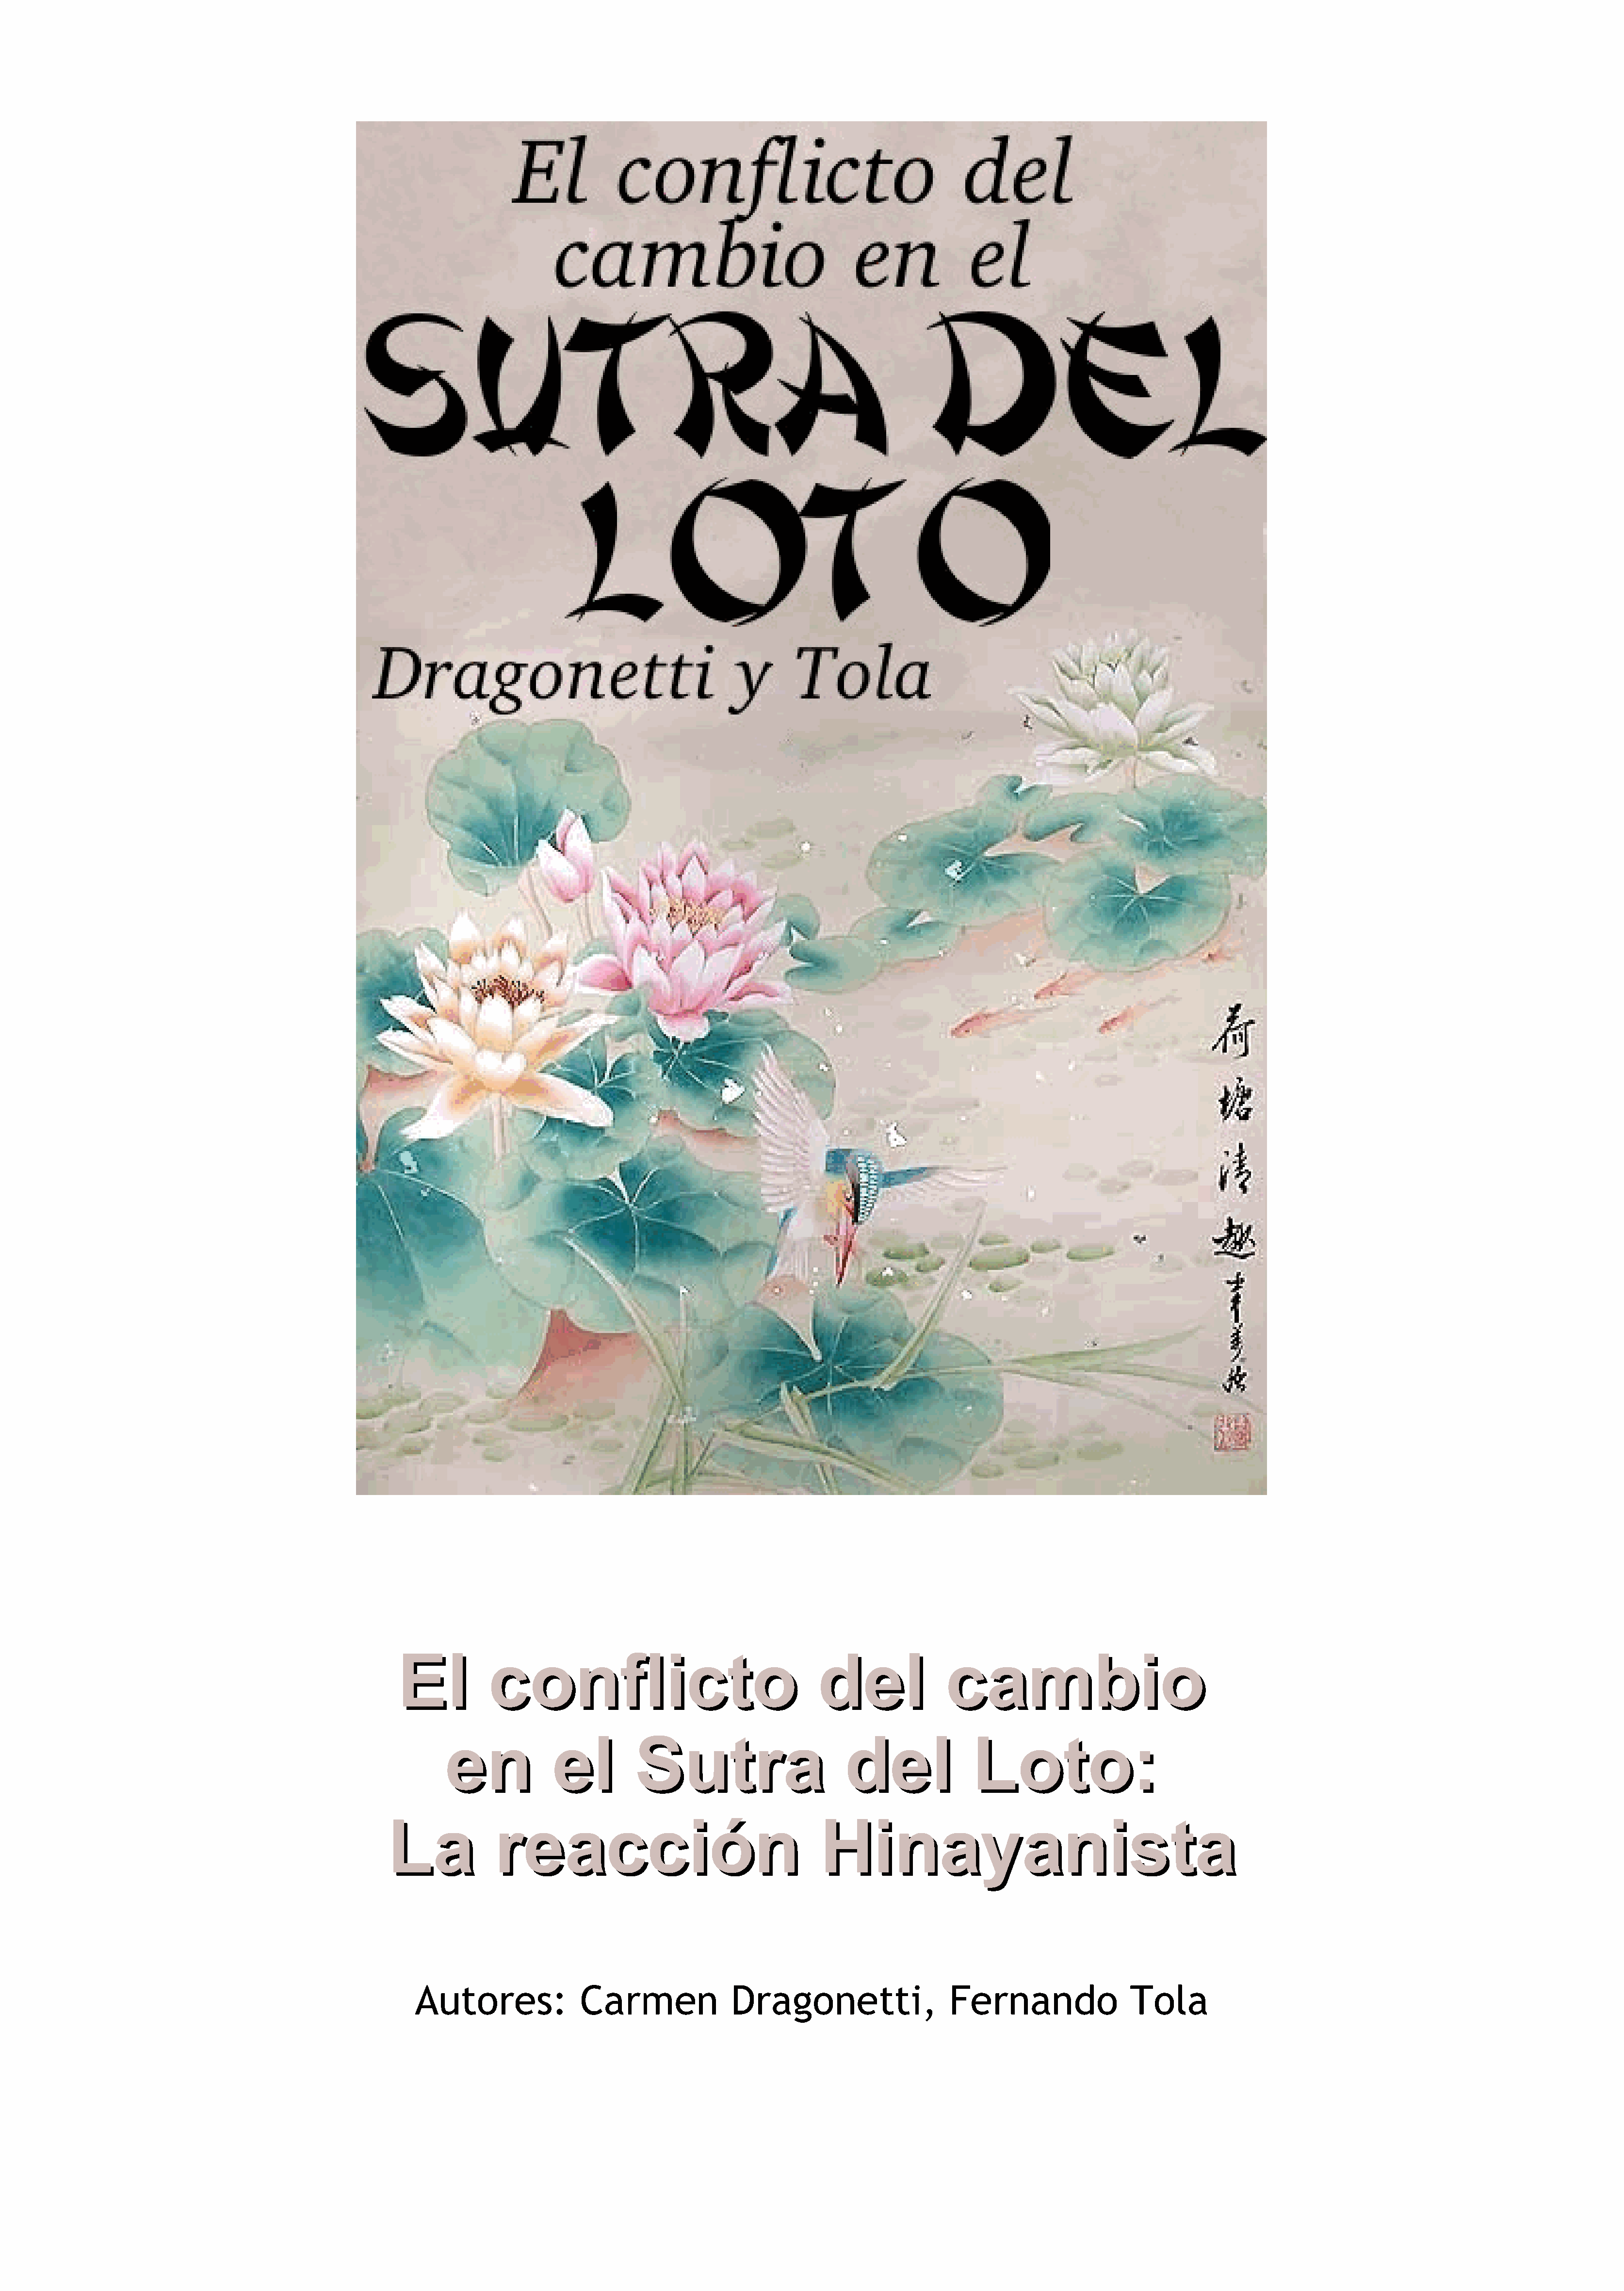 El conflicto del
cambio en el
SUTRA DEL
LOTO
Dragonetti y Tola
荷塘清趣
El conflicto del cambio
en el Sutra del Loto:
La reacción Hinayanista
Autores: Carmen Dragonetti, Fernando Tola